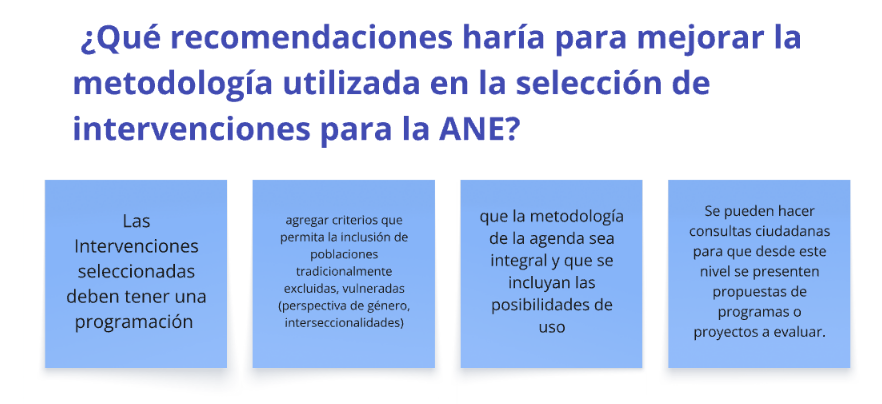 ¿Qué recomendaciones haría para mejorar la
metodología utilizada en la selección de
intervenciones para la ANE?
Las
Intervenciones
seleccionadas
deben tener una
programación
agregar criterios que
permita la inclusión de
poblaciones
tradicionalmente
excluidas, vulneradas
(perspectiva de género,
interseccionalidades)
que la metodología
de la agenda sea
integral y que se
incluyan las
posibilidades de
uso
Se pueden hacer
consultas ciudadanas
para que desde este
nivel se presenten
propuestas de
programas o
proyectos a evaluar.